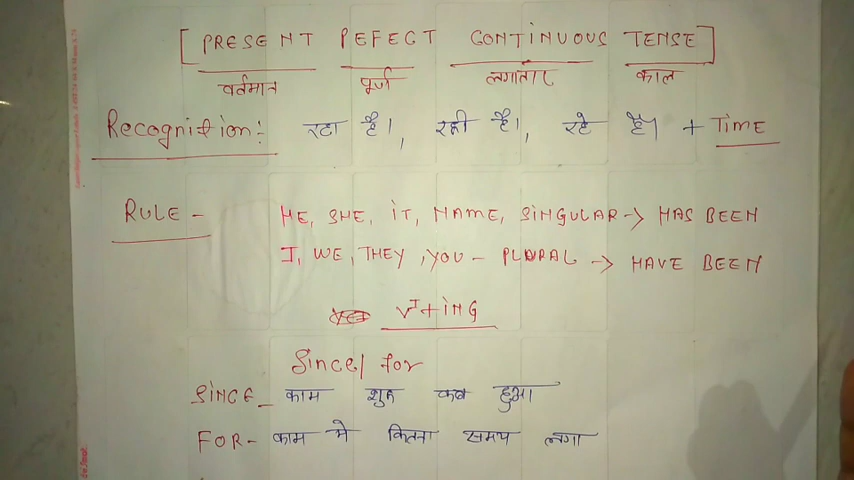 [PRESENT PEFECT CONTINUOUS TENSE]
वर्तमान पूर्ण लगातार काल
Recognition: रहा है।, रही है।, रहे है। + TIME
RULE - HE, SHE, IT, NAME, SINGULAR → HAS BEEN
I, WE, THEY, YOU - PLURAL → HAVE BEEN
V¹ + ING
Since/for
SINCE - काम शुरु कब हुआ
FOR - काम मे कितना समय लगा